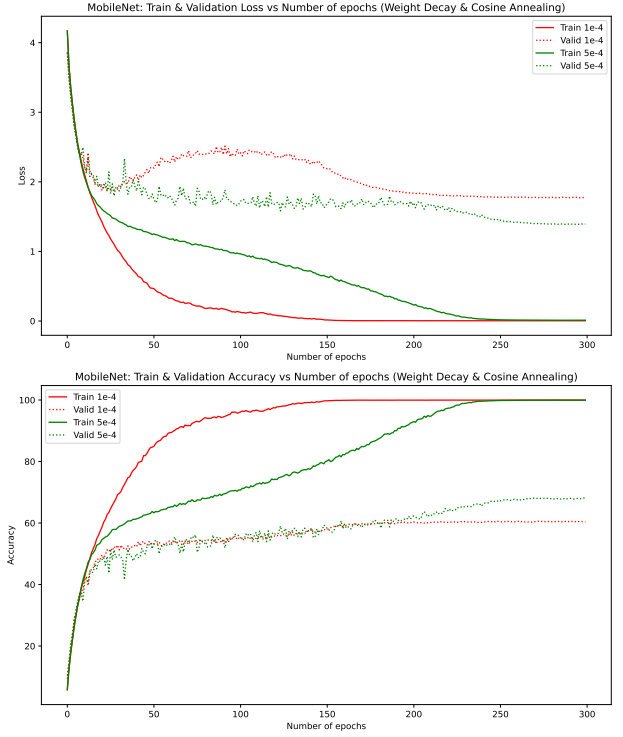 MobileNet: Train & Validation Loss vs Number of epochs (Weight Decay & Cosine Annealing)
Train 1e-4
Valid 1e-4
Train 5e-4
Valid 5e-4
4
3
2
1
0
Loss
0 50 100 150 200 250 300
Number of epochs
MobileNet: Train & Validation Accuracy vs Number of epochs (Weight Decay & Cosine Annealing)
Train 1e-4
Valid 1e-4
Train 5e-4
Valid 5e-4
100
80
60
40
20
Accuracy
0 50 100 150 200 250 300
Number of epochs